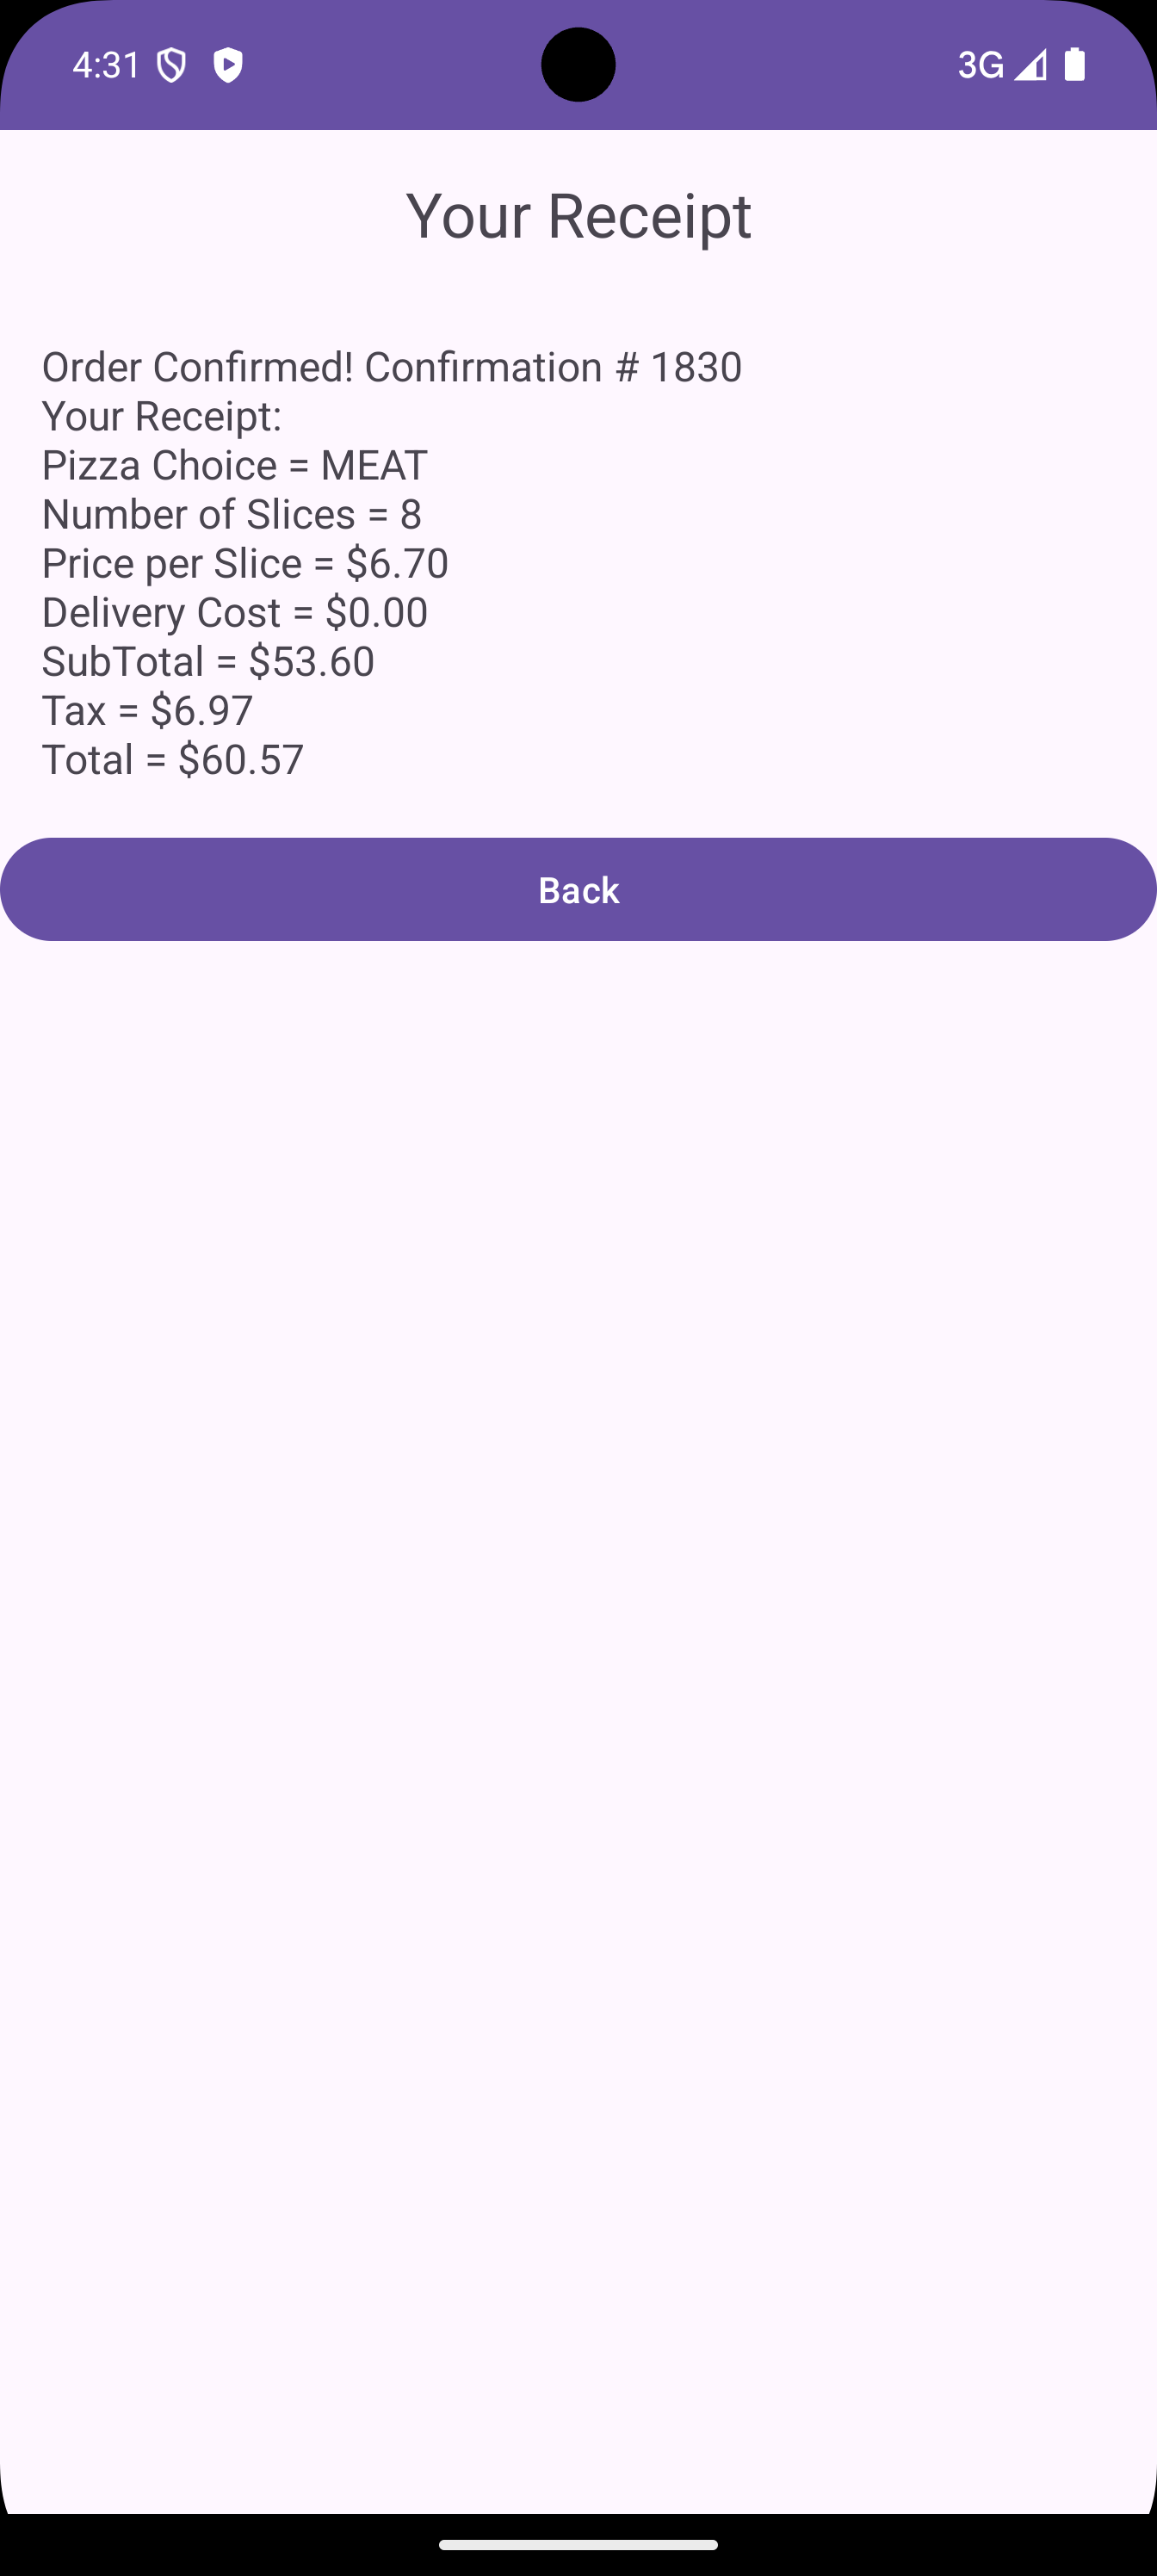 4:31
3G
Your Receipt
Order Confirmed! Confirmation # 1830
Your Receipt:
Pizza Choice = MEAT
Number of Slices = 8
Price per Slice = $6.70
Delivery Cost = $0.00
SubTotal = $53.60
Tax = $6.97
Total = $60.57
Back